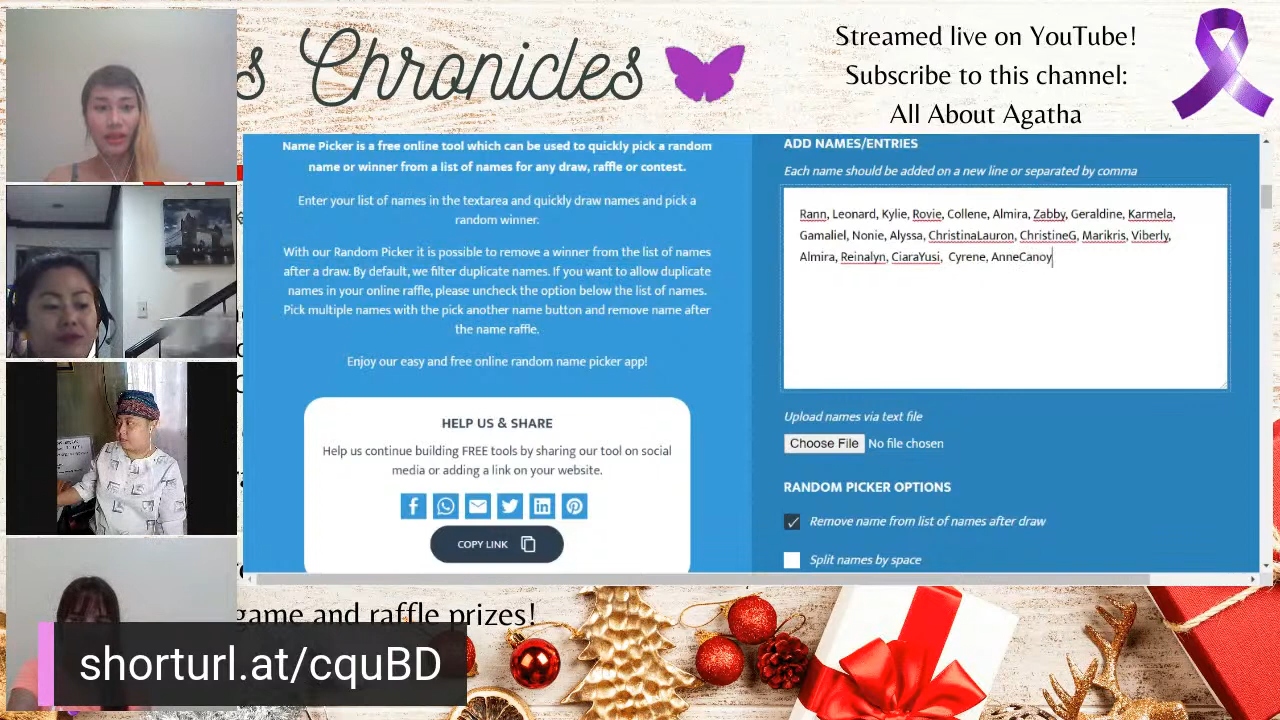 s Chronicles
Streamed live on YouTube!
Subscribe to this channel:
All About Agatha
Name Picker is a free online tool which can be used to quickly pick a random
name or winner from a list of names for any draw, raffle or contest.
Enter your list of names in the textarea and quickly draw names and pick a
random winner.
With our Random Picker it is possible to remove a winner from the list of names
after a draw. By default, we filter duplicate names. If you want to allow duplicate
names in your online raffle, please uncheck the option below the list of names.
Pick multiple names with the pick another name button and remove name after
the name raffle.
Enjoy our easy and free online random name picker app!
HELP US & SHARE
Help us continue building FREE tools by sharing our tool on social
media or adding a link on your website.
COPY LINK
ADD NAMES/ENTRIES
Each name should be added on a new line or separated by comma
Rann, Leonard, Kylie, Rovie, Collene, Almira, Zabby, Geraldine, Karmela,
Gamaliel, Nonie, Alyssa, ChristinaLauron, ChristineG, Marikris, Viberly,
Almira, Reinalyn, CiaraYusi, Cyrene, AnneCanoy
Upload names via text file
Choose File No file chosen
RANDOM PICKER OPTIONS
Remove name from list of names after draw
Split names by space
game and raffle prizes!
shorturl.at/cquBD